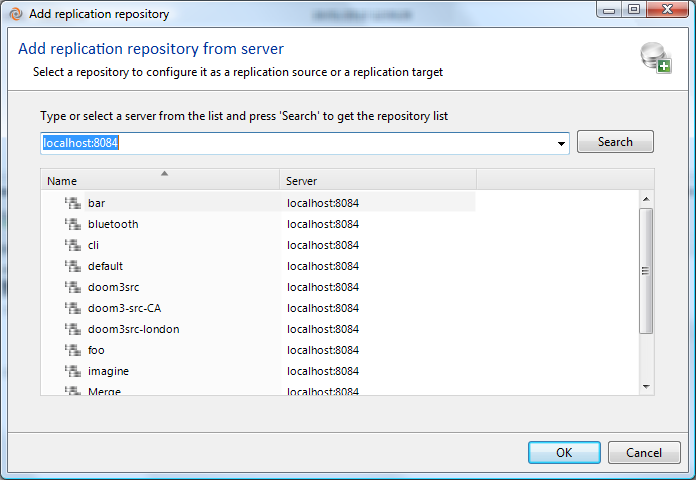 Add replication repository
Add replication repository from server
Select a repository to configure it as a replication source or a replication target
Type or select a server from the list and press 'Search' to get the repository list
localhost:8084 Search
Name Server
bar localhost:8084
bluetooth localhost:8084
cli localhost:8084
default localhost:8084
doom3src localhost:8084
doom3-src-CA localhost:8084
doom3src-london localhost:8084
foo localhost:8084
imagine localhost:8084
Merge localhost:8084
OK Cancel